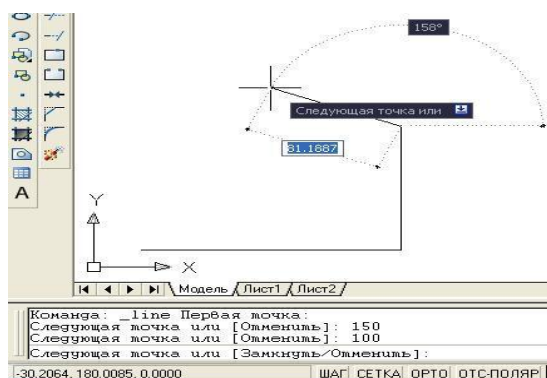 158°
Следующая точка или
81.1887
A
Y
X
Модель Лист1 Лист2
Команда: _line Первая точка:
Следующая точка или [Отменить]: 150
Следующая точка или [Отменить]: 100
Следующая точка или [Замкнуть/Отменить]:
-30.2064, 180.0085, 0.0000 ШАГ СЕТКА ОРТО ОТС-ПОЛЯР